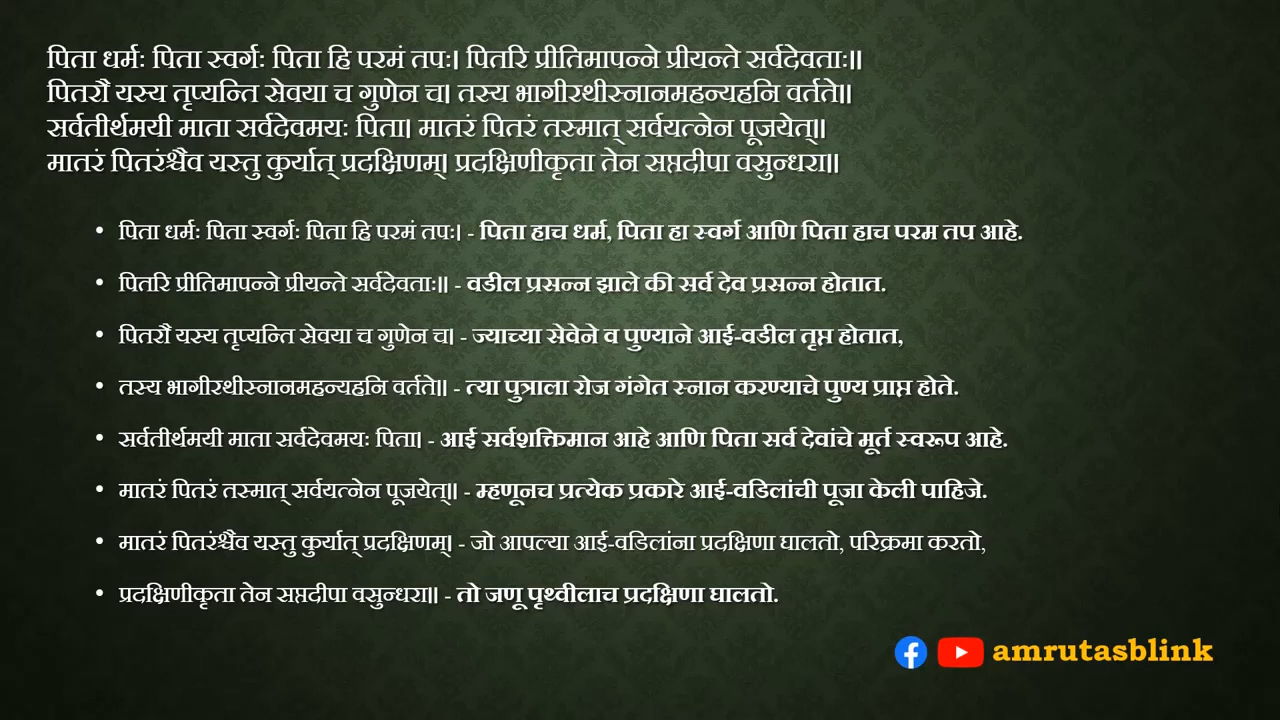 पिता धर्मः पिता स्वर्गः पिता हि परमं तपः। पितरि प्रीतिमापन्ने प्रीयन्ते सर्वदेवताः॥
पितरौ यस्य तृप्यन्ति सेवया च गुणेन च। तस्य भागीरथीस्नानमहन्यहनि वर्तते॥
सर्वतीर्थमयी माता सर्वदेवमयः पिता। मातरं पितरं तस्मात् सर्वयत्नेन पूजयेत्॥
मातरं पितरंश्चैव यस्तु कुर्यात् प्रदक्षिणम्। प्रदक्षिणीकृता तेन सप्तदीपा वसुन्धरा॥
• पिता धर्मः पिता स्वर्गः पिता हि परमं तपः। - पिता हाच धर्म, पिता हा स्वर्ग आणि पिता हाच परम तप आहे.
• पितरि प्रीतिमापन्ने प्रीयन्ते सर्वदेवताः॥ - वडील प्रसन्न झाले की सर्व देव प्रसन्न होतात.
• पितरौ यस्य तृप्यन्ति सेवया च गुणेन च। - ज्याच्या सेवेने व पुण्याने आई-वडील तृप्त होतात,
• तस्य भागीरथीस्नानमहन्यहनि वर्तते॥ - त्या पुत्राला रोज गंगेत स्नान करण्याचे पुण्य प्राप्त होते.
• सर्वतीर्थमयी माता सर्वदेवमयः पिता। - आई सर्वशक्तिमान आहे आणि पिता सर्व देवांचे मूर्त स्वरूप आहे.
• मातरं पितरं तस्मात् सर्वयत्नेन पूजयेत्॥ - म्हणूनच प्रत्येक प्रकारे आई-वडिलांची पूजा केली पाहिजे.
• मातरं पितरंश्चैव यस्तु कुर्यात् प्रदक्षिणम्। - जो आपल्या आई-वडिलांना प्रदक्षिणा घालतो, परिक्रमा करतो,
• प्रदक्षिणीकृता तेन सप्तदीपा वसुन्धरा॥ - तो जणू पृथ्वीलाच प्रदक्षिणा घालतो.
amrutasblink